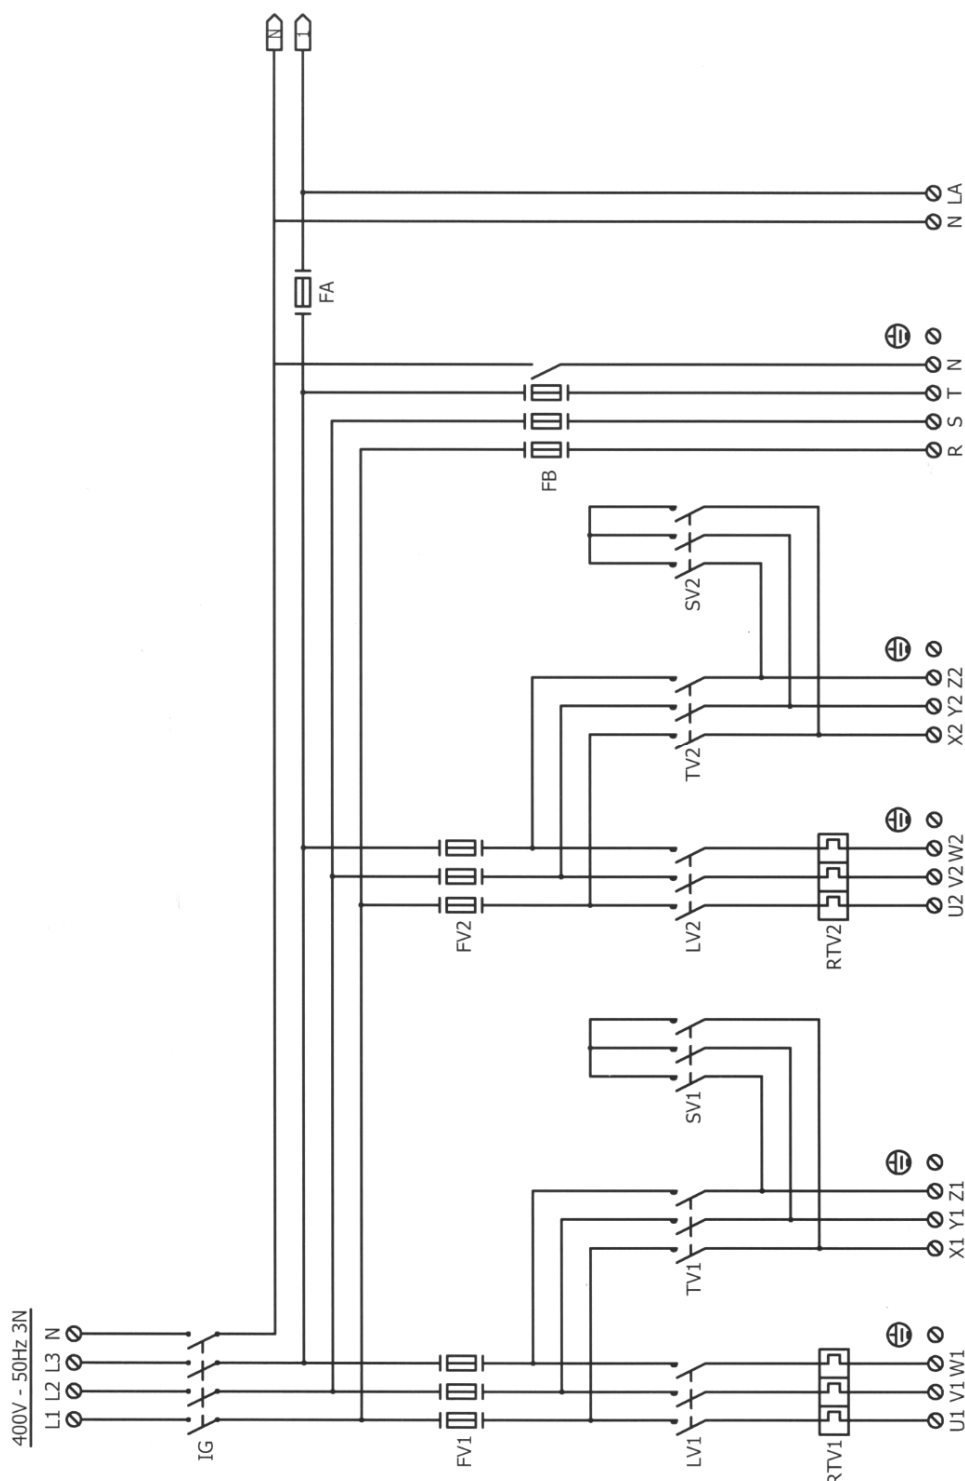 400V - 50Hz 3N
L1 L2 L3 N
IG
N
1
FV1
LV1
RTV1
U1 V1 W1
TV1
X1 Y1 Z1
SV1
FV2
LV2
RTV2
U2 V2 W2
TV2
X2 Y2 Z2
SV2
FB
R S T N
FA
N LA